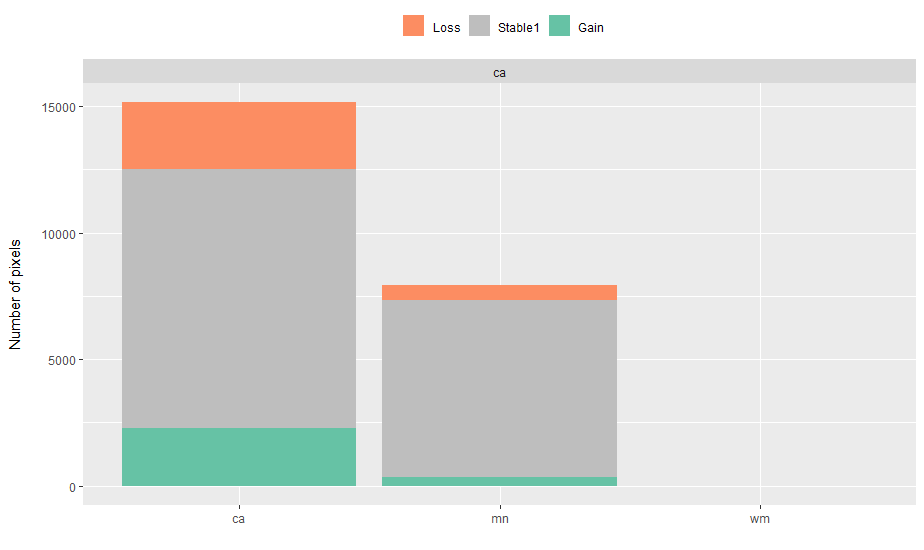 Loss Stable1 Gain
ca
15000
10000
5000
0
Number of pixels
ca mn wm